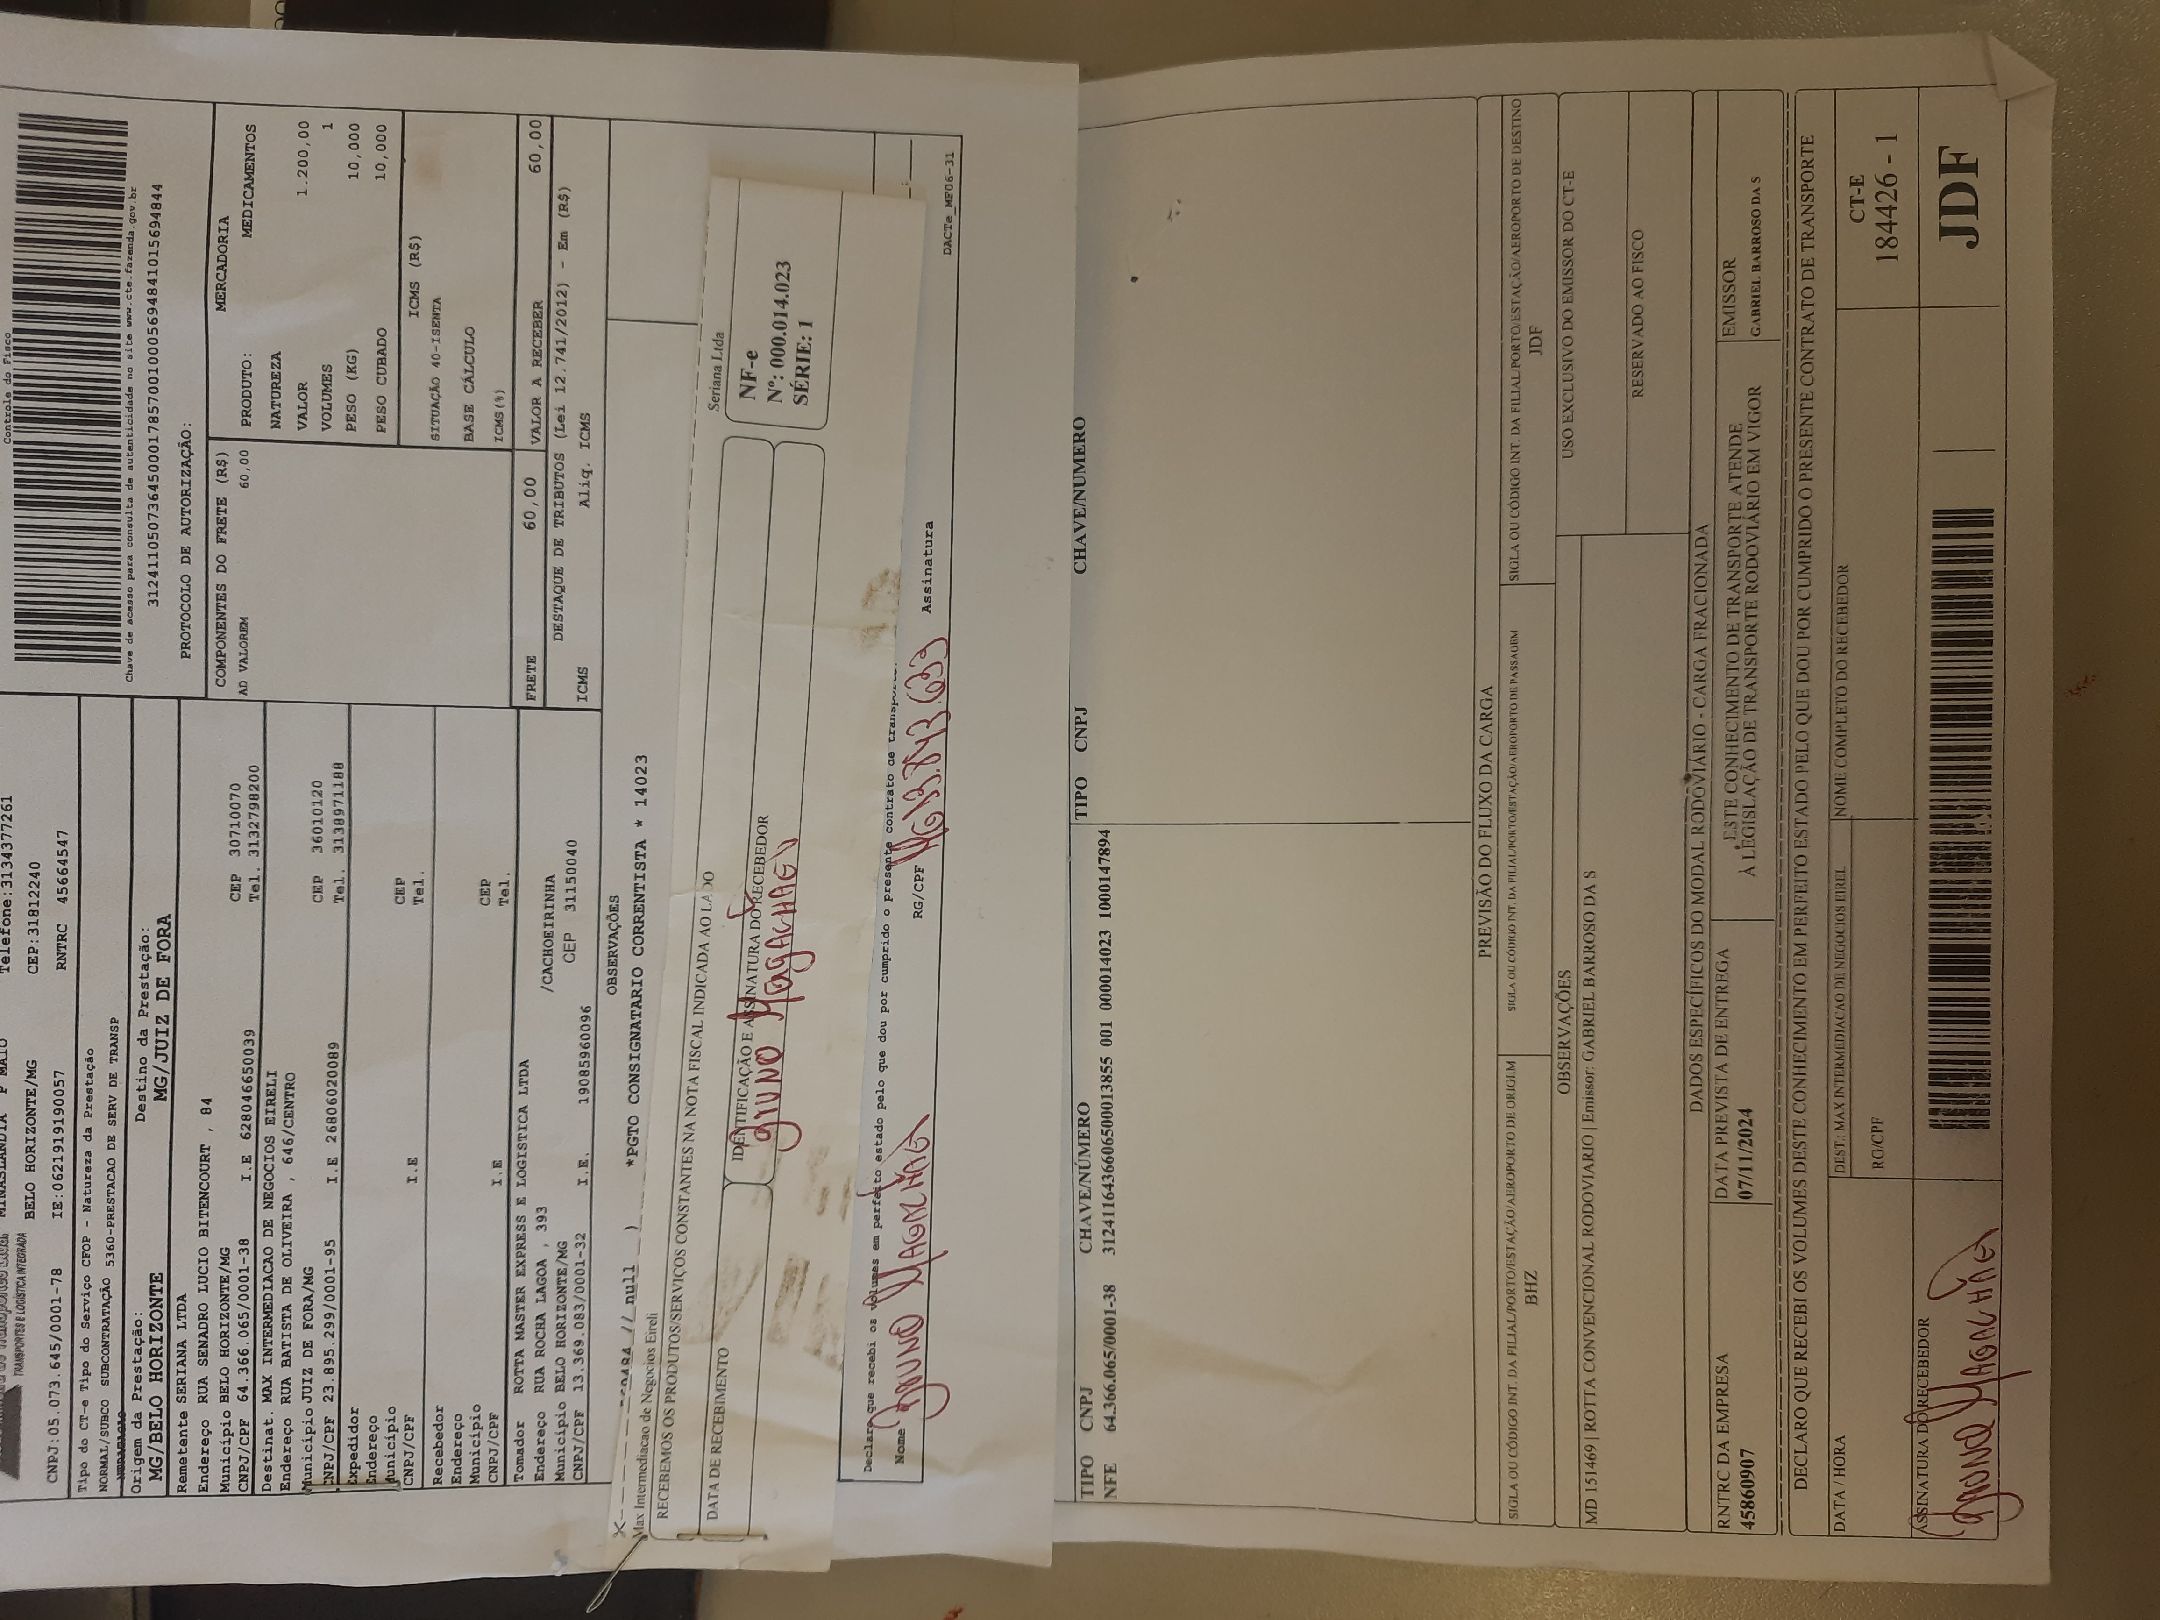 Controle do Fisco
Chave de acesso para consulta de autenticidade no site www.cte.fazenda.gov.br
31241105073645000178570010005694841015694844
PROTOCOLO DE AUTORIZAÇÃO:
Telefone:3134377261
CEP:31812240
BELO HORIZONTE/MG
TRANSPORTES E LOGÍSTICA INTEGRADA
CNPJ:05.073.645/0001-78 IE:0621919190057 RNTRC 45664547
Tipo do CT-e Tipo do Serviço CFOP - Natureza da Prestação
NORMAL/SUBCO SUBCONTRATAÇÃO 5360-PRESTACAO DE SERV DE TRANSP
Origem da Prestação: Destino da Prestação:
MG/BELO HORIZONTE MG/JUIZ DE FORA
Remetente SERIANA LTDA
Endereço RUA SENADRO LUCIO BITENCOURT , 84
Município BELO HORIZONTE/MG CEP 30710070
CNPJ/CPF 64.366.065/0001-38 I.E 628046650039 Tel. 3132798200
Destinat. MAX INTERMEDIACAO DE NEGOCIOS EIRELI
Endereço RUA BATISTA DE OLIVEIRA , 646/CENTRO
Município JUIZ DE FORA/MG CEP 36010120
CNPJ/CPF 23.895.299/0001-95 I.E 26806020089 Tel. 31389711188
Expedidor
Endereço
Município CEP
CNPJ/CPF I.E Tel.
Recebedor
Endereço
Município CEP
CNPJ/CPF I.E Tel.
Tomador ROTTA MASTER EXPRESS E LOGISTICA LTDA
Endereço RUA ROCHA LAGOA , 393 /CACHOEIRINHA
Município BELO HORIZONTE/MG CEP 31150040
CNPJ/CPF 13.369.083/0001-32 I.E. 19085960096
COMPONENTES DO FRETE (R$)
AD VALOREM 60,00
MERCADORIA
PRODUTO: MEDICAMENTOS
NATUREZA
VALOR 1.200,00
VOLUMES 1
PESO (KG) 10,000
PESO CUBADO 10,000
ICMS (R$)
SITUAÇÃO 40-ISENTA
BASE CÁLCULO
ICMS(%)
FRETE 60,00 VALOR A RECEBER 60,00
DESTAQUE DE TRIBUTOS (Lei 12.741/2012) - Em (R$)
ICMS Aliq. ICMS
OBSERVAÇÕES
null ) *PGTO CONSIGNATARIO CORRENTISTA * 14023
Max Intermediacao de Negocios Eireli Seriana Ltda
RECEBEMOS OS PRODUTOS/SERVIÇOS CONSTANTES NA NOTA FISCAL INDICADA AO LADO
DATA DE RECEBIMENTO IDENTIFICAÇÃO E ASSINATURA DO RECEBEDOR
NF-e
Nº: 000.014.023
SÉRIE: 1
Declaro que recebi os volumes em perfeito estado pelo que dou por cumprido o presente contrato de
Nome RG/CPF Assinatura
DACTe_MF06-31
TIPO CNPJ CHAVE/NÚMERO TIPO CNPJ CHAVE/NÚMERO
NFE 64.366.065/0001-38 31241164366065000013855 001 000014023 1000147894
PREVISÃO DO FLUXO DA CARGA
SIGLA OU CÓDIGO INT. DA FILIAL/PORTO/ESTAÇÃO/AEROPORTO DE ORIGEM SIGLA OU CÓDIGO INT. DA FILIAL/PORTO/ESTAÇÃO/AEROPORTO DE PASSAGEM SIGLA OU CÓDIGO INT. DA FILIAL/PORTO/ESTAÇÃO/AEROPORTO DE DESTINO
BHZ JDF
OBSERVAÇÕES USO EXCLUSIVO DO EMISSOR DO CT-E
MD 151469 | ROTTA CONVENCIONAL RODOVIARIO | Emissor: GABRIEL BARROSO DA S
RESERVADO AO FISCO
DADOS ESPECÍFICOS DO MODAL RODOVIÁRIO - CARGA FRACIONADA
RNTRC DA EMPRESA DATA PREVISTA DE ENTREGA ESTE CONHECIMENTO DE TRANSPORTE ATENDE EMISSOR
45860907 07/11/2024 À LEGISLAÇÃO DE TRANSPORTE RODOVIÁRIO EM VIGOR GABRIEL BARROSO DA S
DECLARO QUE RECEBI OS VOLUMES DESTE CONHECIMENTO EM PERFEITO ESTADO PELO QUE DOU POR CUMPRIDO O PRESENTE CONTRATO DE TRANSPORTE
DATA / HORA DEST.: MAX INTERMEDIACAO DE NEGOCIOS EIREL NOME COMPLETO DO RECEBEDOR CT-E
RG/CPF 184426 - 1
ASSINATURA DO RECEBEDOR JDF